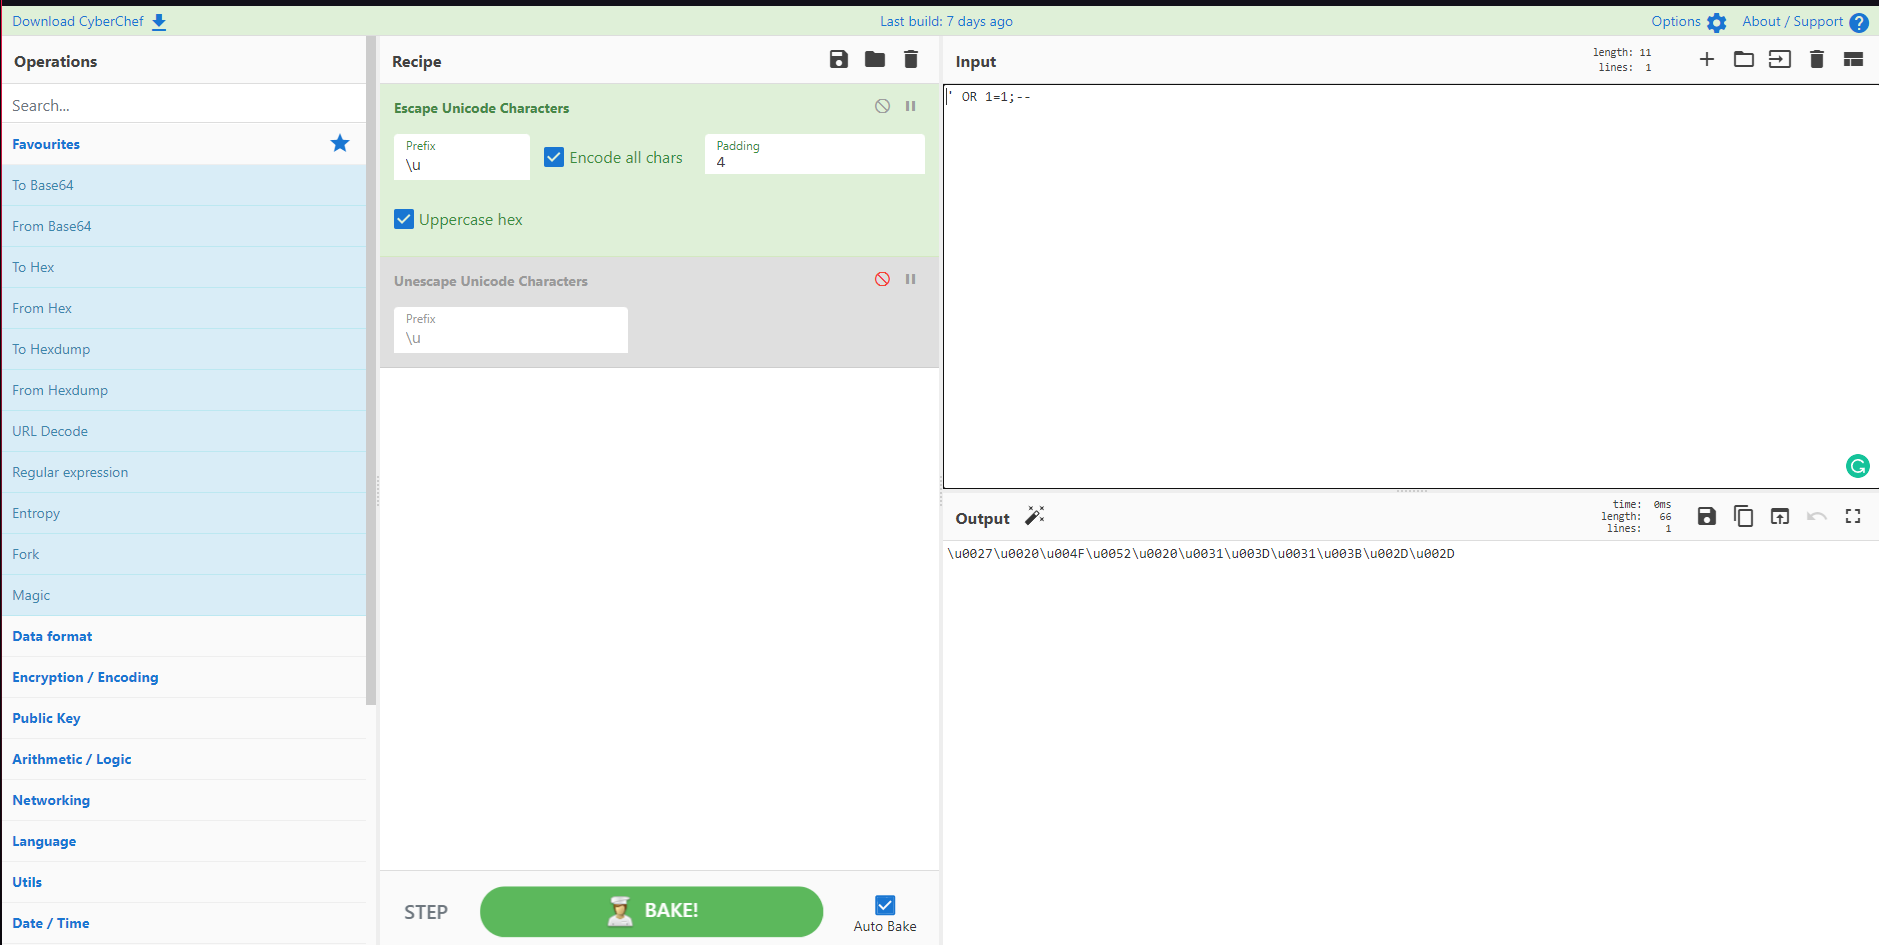 Download CyberChef
Last build: 7 days ago
Options
About / Support
Operations
Search...
Favourites
To Base64
From Base64
To Hex
From Hex
To Hexdump
From Hexdump
URL Decode
Regular expression
Entropy
Fork
Magic
Data format
Encryption / Encoding
Public Key
Arithmetic / Logic
Networking
Language
Utils
Date / Time
Recipe
Escape Unicode Characters
Prefix
\u
Encode all chars
Padding
4
Uppercase hex
Unescape Unicode Characters
Prefix
\u
STEP
BAKE!
Auto Bake
Input
length: 11
lines: 1
' OR 1=1;--
Output
time: 0ms
length: 66
lines: 1
\u0027\u0020\u004F\u0052\u0020\u0031\u003D\u0031\u003B\u002D\u002D